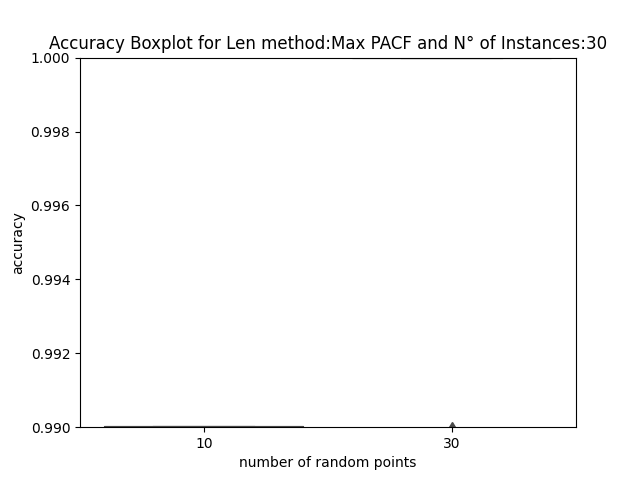 Accuracy Boxplot for Len method:Max PACF and N° of Instances:30
1.000
0.998
0.996
0.994
0.992
0.990
accuracy
10 30
number of random points